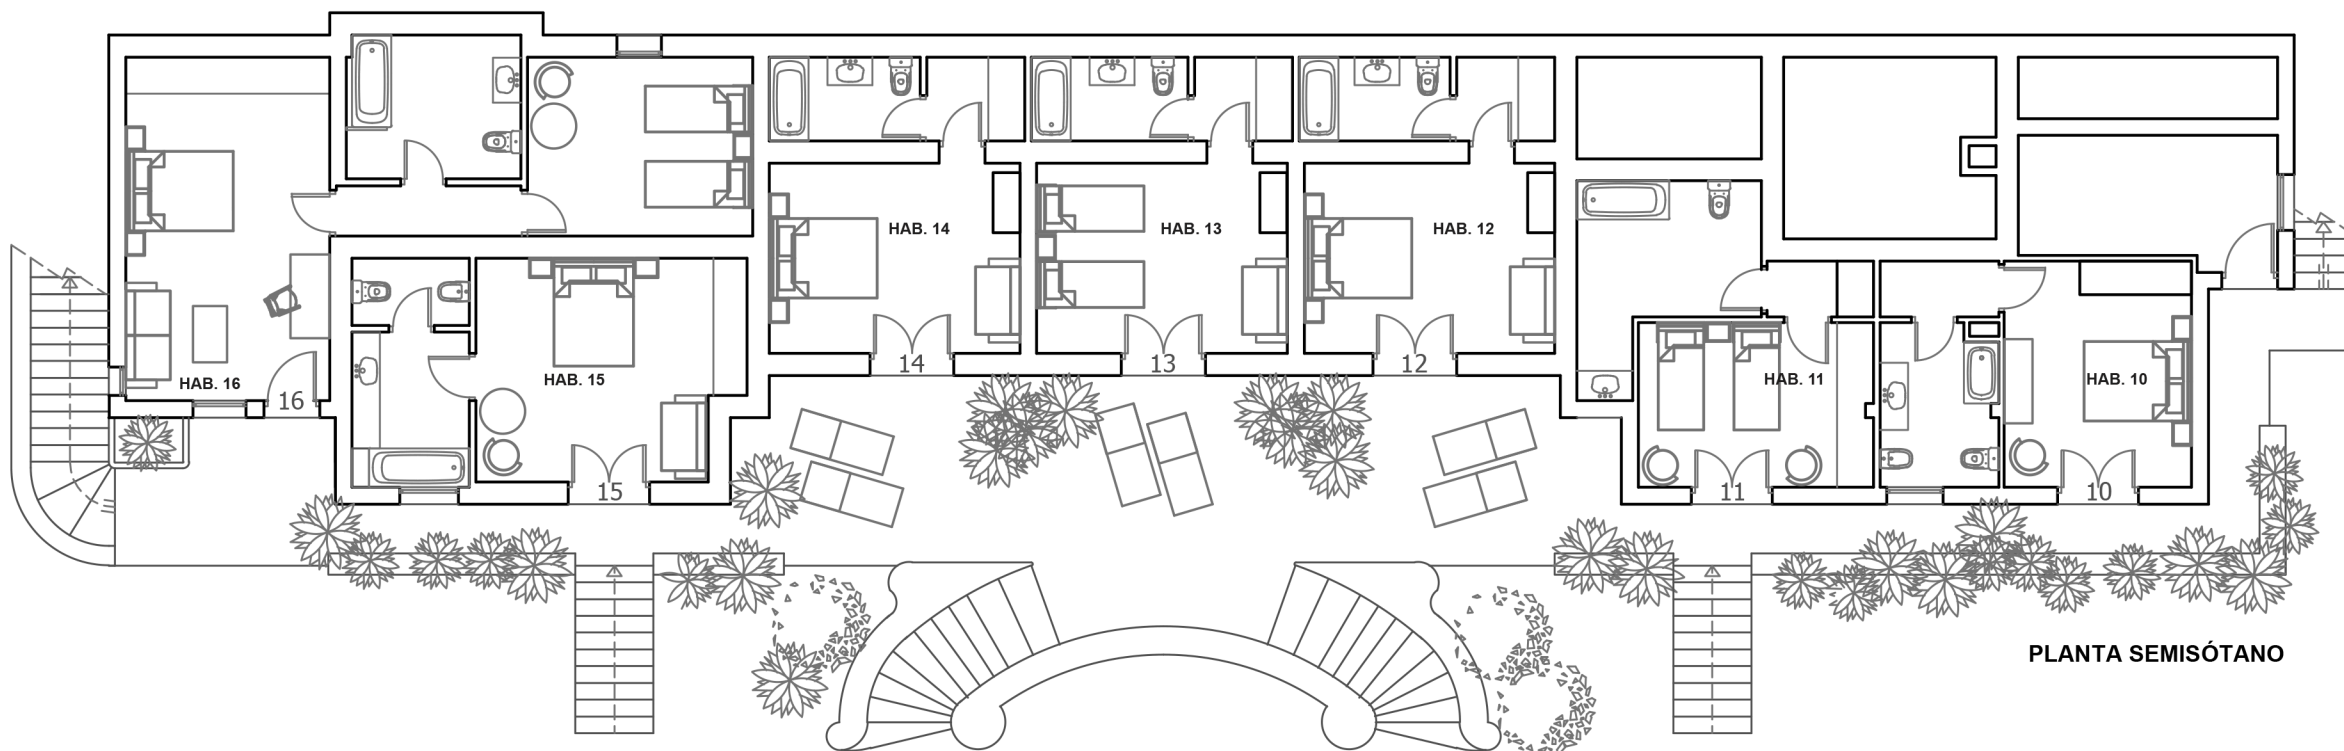 HAB. 14
HAB. 13
HAB. 12
HAB. 16
HAB. 15
HAB. 11
HAB. 10
14
13
12
16
15
11
10
PLANTA SEMISÓTANO